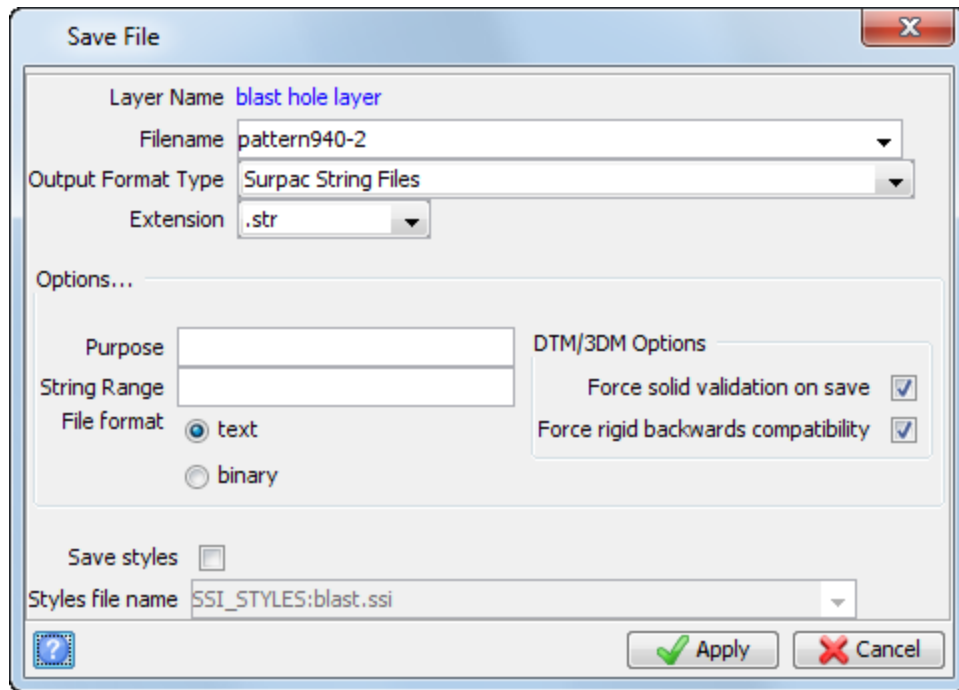 Save File
Layer Name blast hole layer
Filename pattern940-2
Output Format Type Surpac String Files
Extension .str
Options...
Purpose
DTM/3DM Options
String Range
Force solid validation on save
File format text
Force rigid backwards compatibility
binary
Save styles
Styles file name SSI_STYLES:blast.ssi
? Apply Cancel